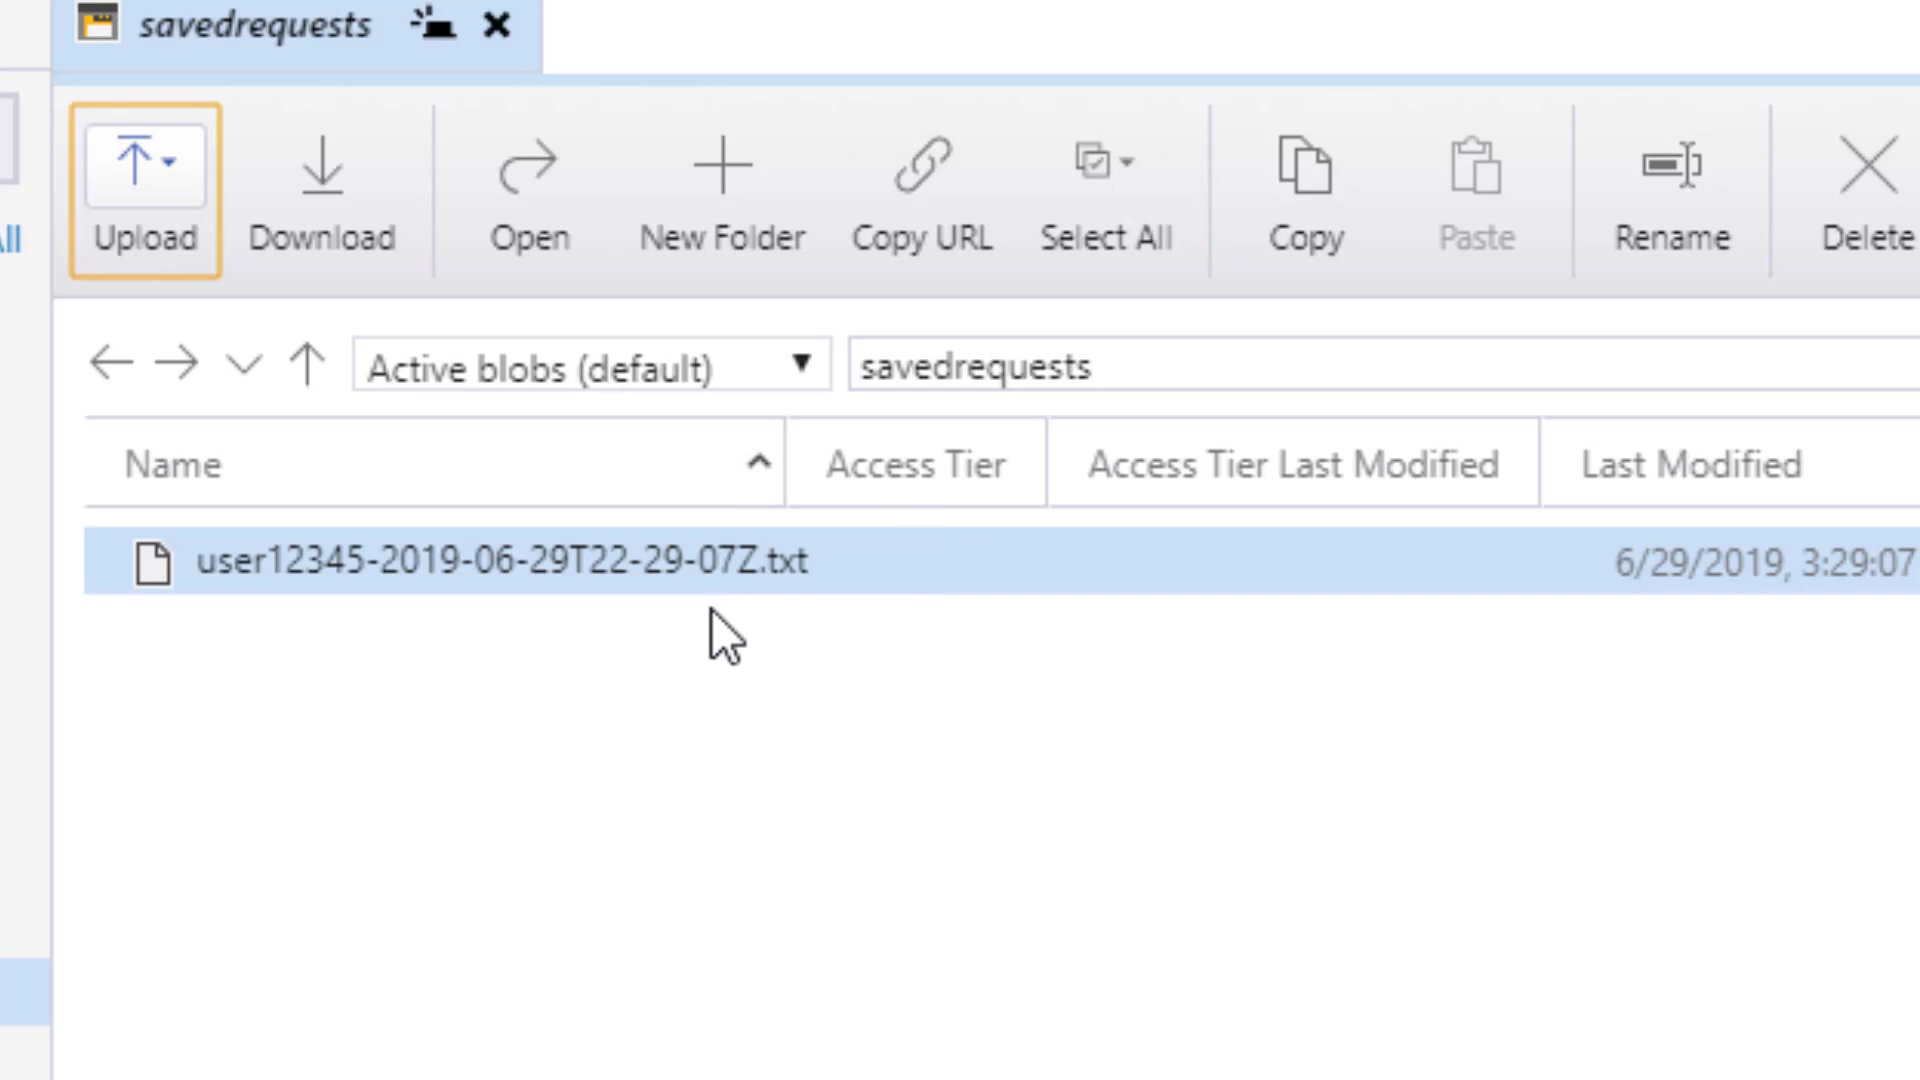 savedrequests
Upload Download Open New Folder Copy URL Select All Copy Paste Rename Delete
All
Active blobs (default) savedrequests
Name Access Tier Access Tier Last Modified Last Modified
user12345-2019-06-29T22-29-07Z.txt 6/29/2019, 3:29:07